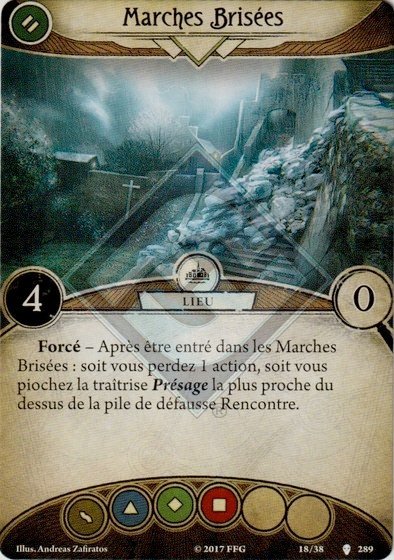 Marches Brisées
4
LIEU
0
Forcé – Après être entré dans les Marches
Brisées : soit vous perdez 1 action, soit vous
piochez la traîtrise Présage la plus proche du
dessus de la pile de défausse Rencontre.
Illus. Andreas Zafiratos © 2017 FFG 18/38 289